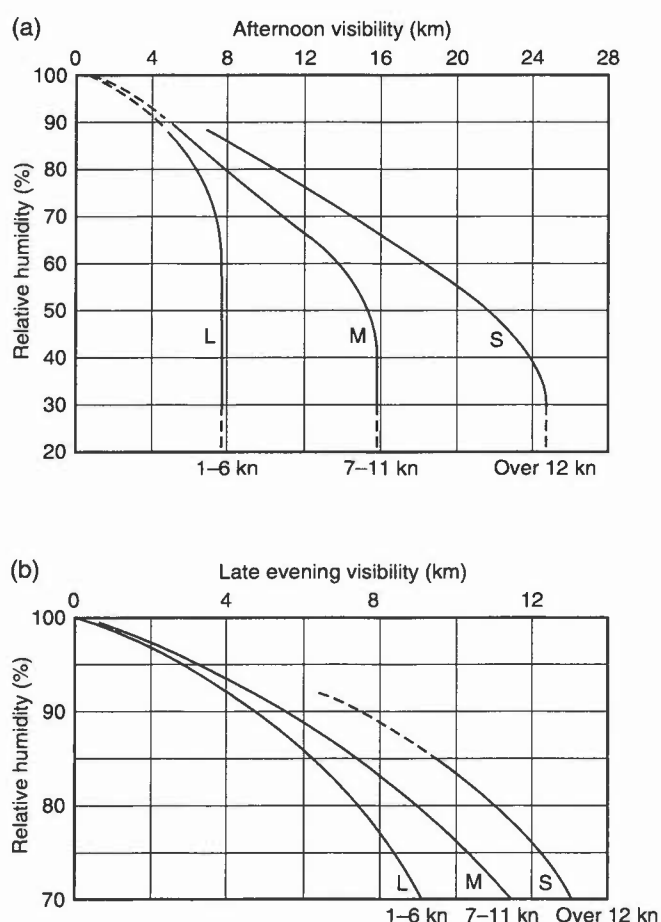 (a)
Afternoon visibility (km)
0 4 8 12 16 20 24 28
Relative humidity (%)
100
90
80
70
60
50
40
30
20
L M S
1–6 kn 7–11 kn Over 12 kn
(b)
Late evening visibility (km)
0 4 8 12
Relative humidity (%)
100
90
80
70
L M S
1–6 kn 7–11 kn Over 12 kn